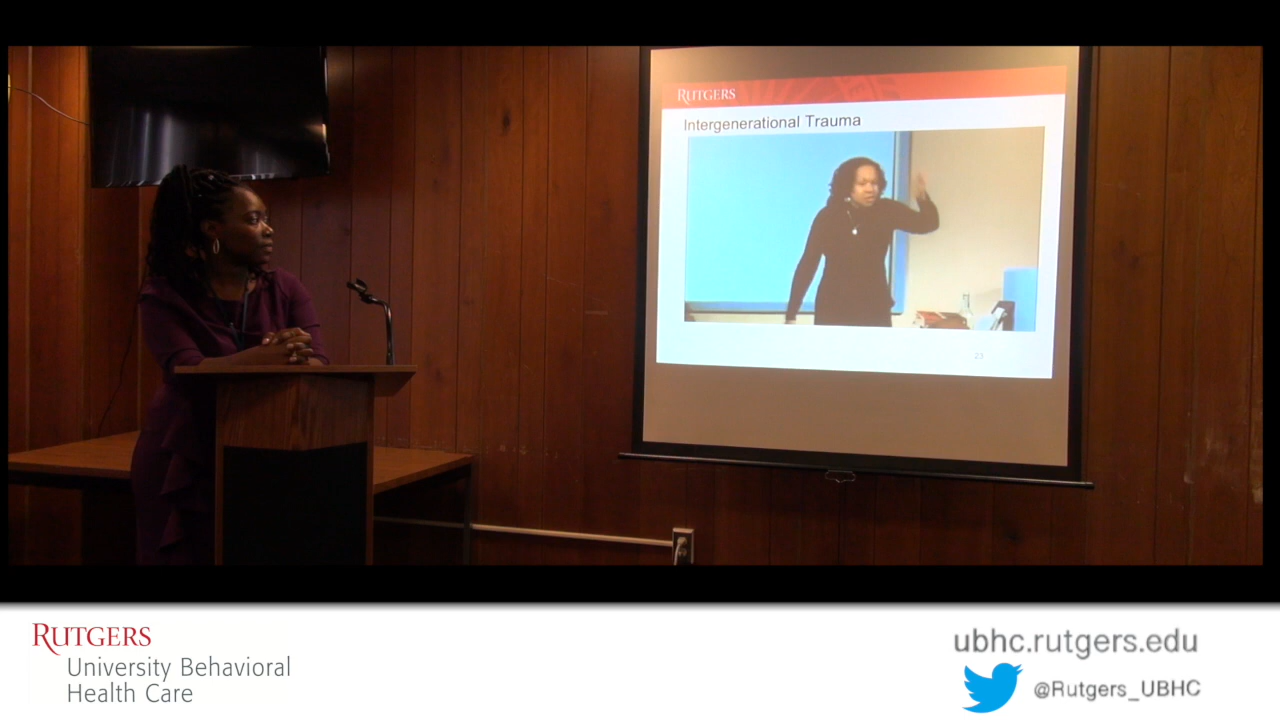 RUTGERS
Intergenerational Trauma
23
RUTGERS
University Behavioral
Health Care
ubhc.rutgers.edu
@Rutgers_UBHC